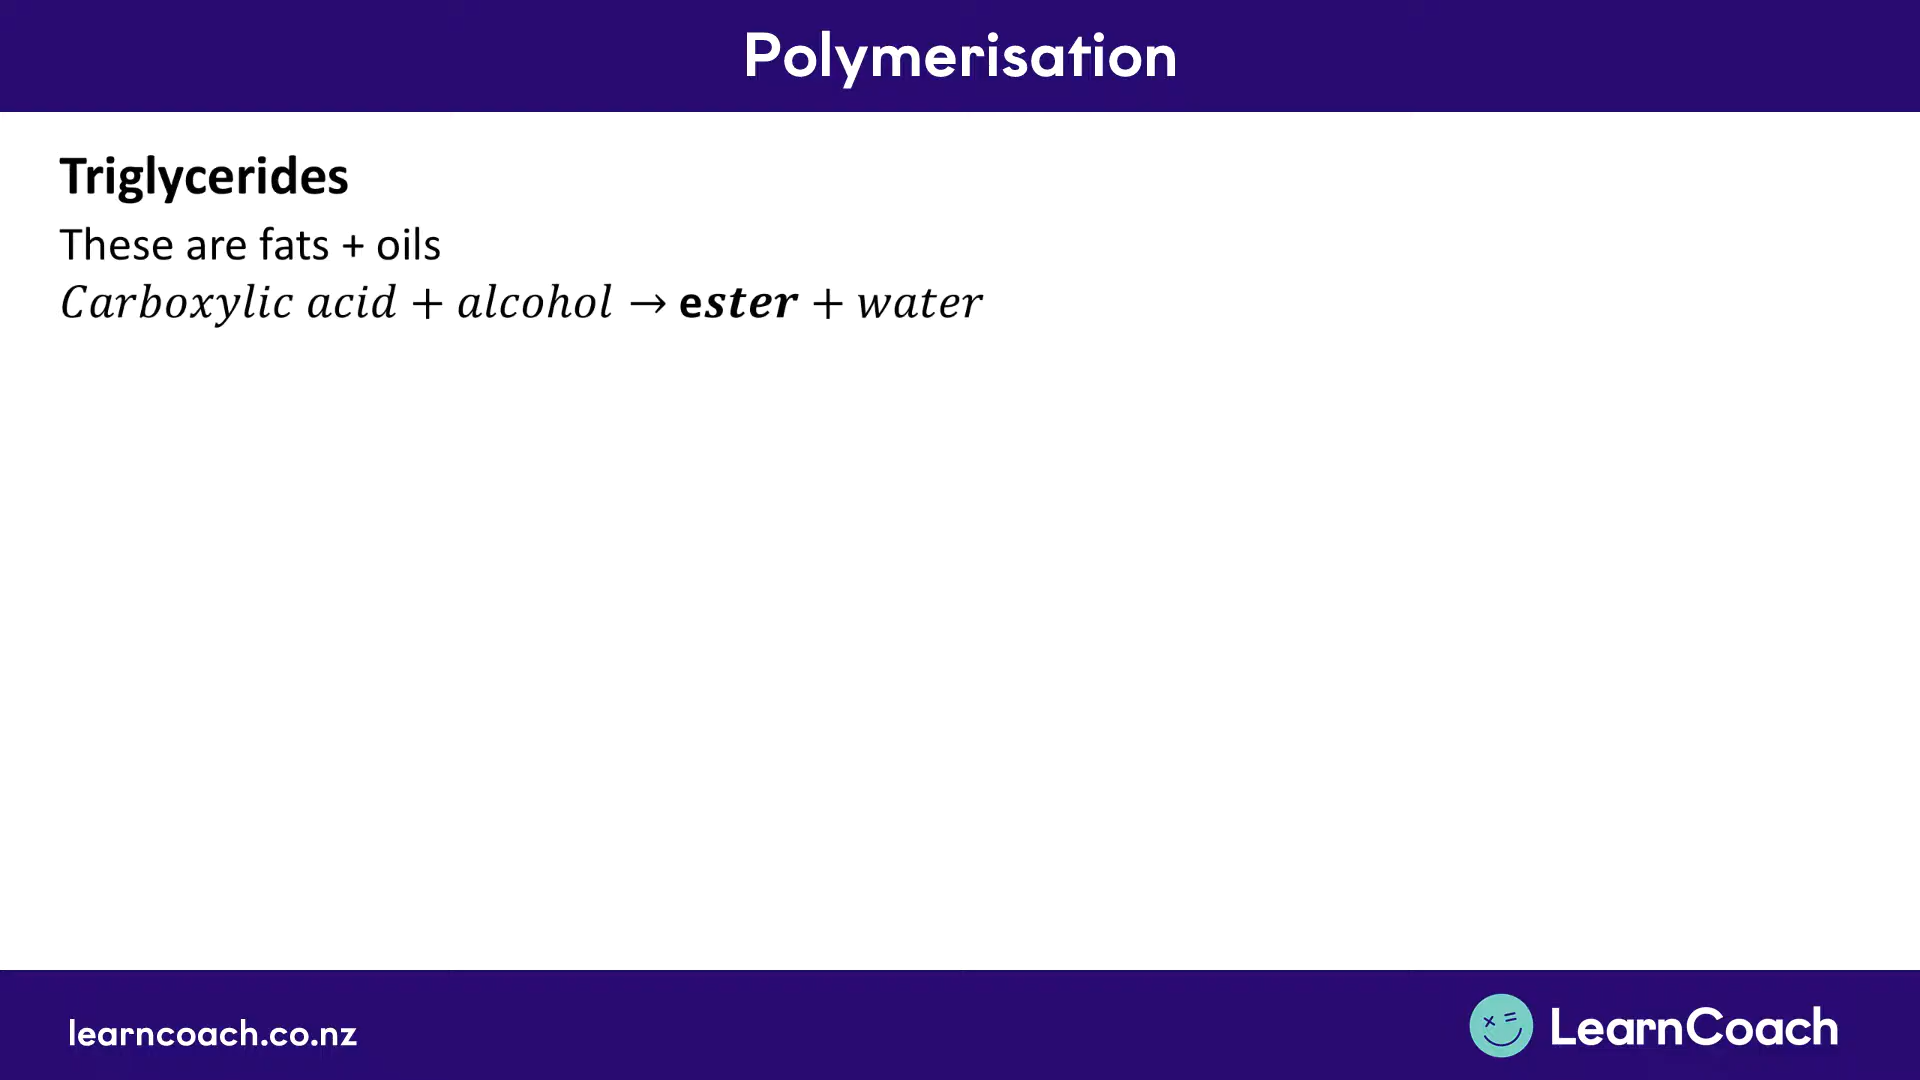 Polymerisation
Triglycerides
These are fats + oils
Carboxylic acid + alcohol → ester + water
learncoach.co.nz
LearnCoach